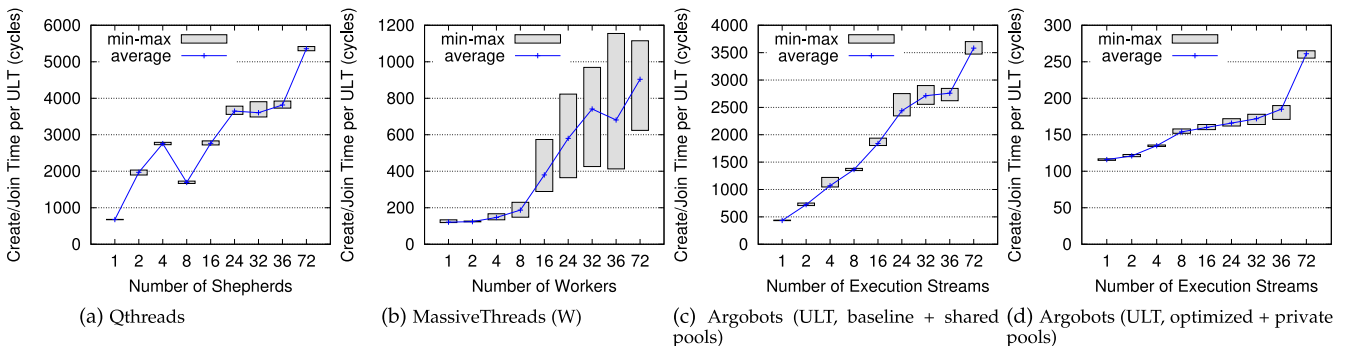 Create/Join Time per ULT (cycles)
6000
5000
4000
3000
2000
1000
0
min-max
average
1 2 4 8 16 24 32 36 72
Number of Shepherds
(a) Qthreads
Create/Join Time per ULT (cycles)
1200
1000
800
600
400
200
0
min-max
average
1 2 4 8 16 24 32 36 72
Number of Workers
(b) MassiveThreads (W)
Create/Join Time per ULT (cycles)
4000
3500
3000
2500
2000
1500
1000
500
0
min-max
average
1 2 4 8 16 24 32 36 72
Number of Execution Streams
(c) Argobots (ULT, baseline + shared
pools)
Create/Join Time per ULT (cycles)
300
250
200
150
100
50
0
min-max
average
1 2 4 8 16 24 32 36 72
Number of Execution Streams
(d) Argobots (ULT, optimized + private
pools)